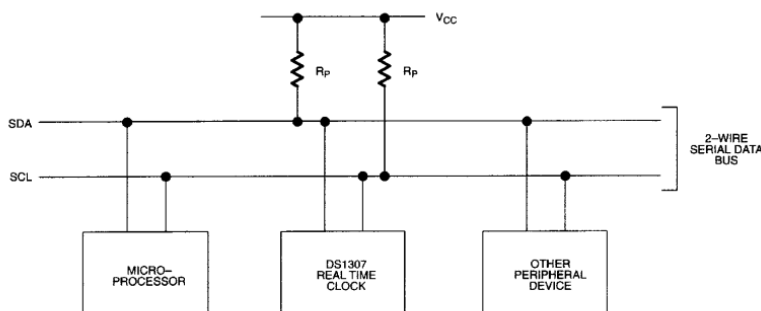 VCC
RP
RP
SDA
2–WIRE
SERIAL DATA
BUS
SCL
MICRO–
PROCESSOR
DS1307
REAL TIME
CLOCK
OTHER
PERIPHERAL
DEVICE